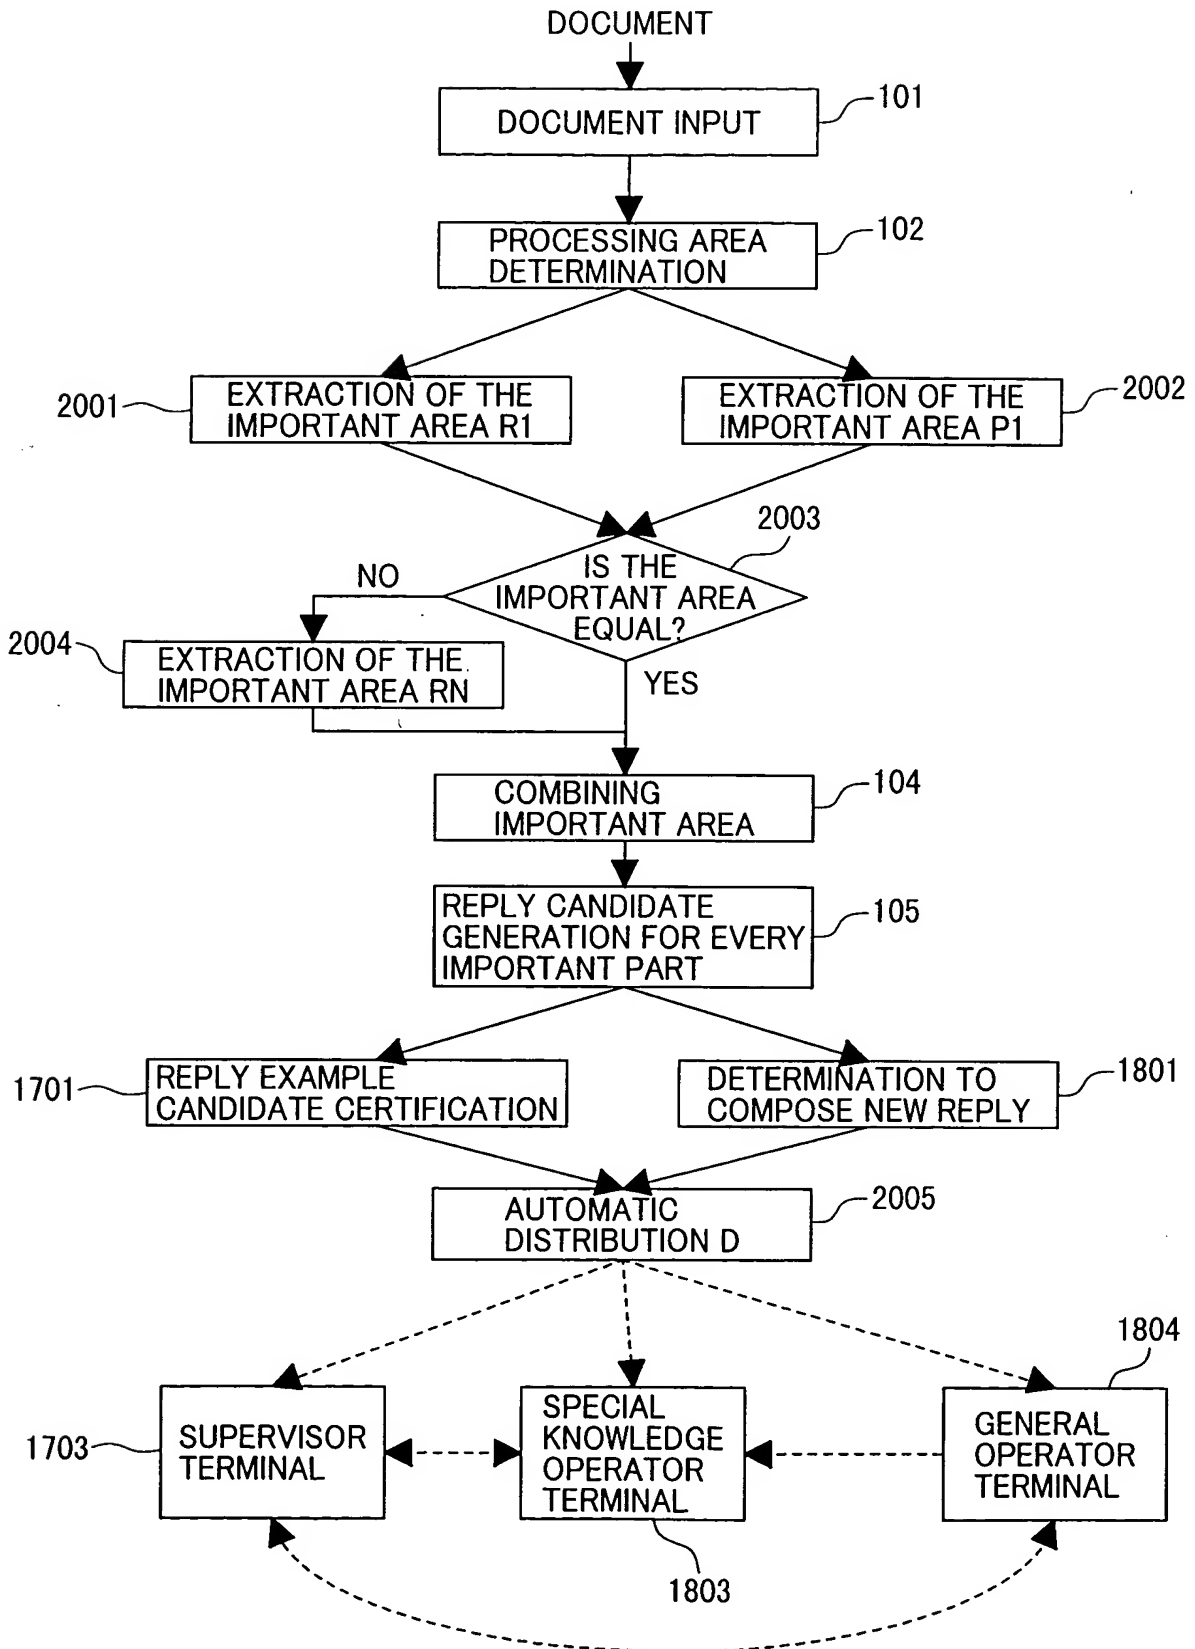 DOCUMENT
DOCUMENT INPUT
101
PROCESSING AREA
DETERMINATION
102
2001
EXTRACTION OF THE
IMPORTANT AREA R1
EXTRACTION OF THE
IMPORTANT AREA P1
2002
2003
IS THE
IMPORTANT AREA
EQUAL?
NO
YES
2004
EXTRACTION OF THE
IMPORTANT AREA RN
COMBINING
IMPORTANT AREA
104
REPLY CANDIDATE
GENERATION FOR EVERY
IMPORTANT PART
105
1701
REPLY EXAMPLE
CANDIDATE CERTIFICATION
DETERMINATION TO
COMPOSE NEW REPLY
1801
AUTOMATIC
DISTRIBUTION D
2005
1703
SUPERVISOR
TERMINAL
SPECIAL
KNOWLEDGE
OPERATOR
TERMINAL
1803
1804
GENERAL
OPERATOR
TERMINAL